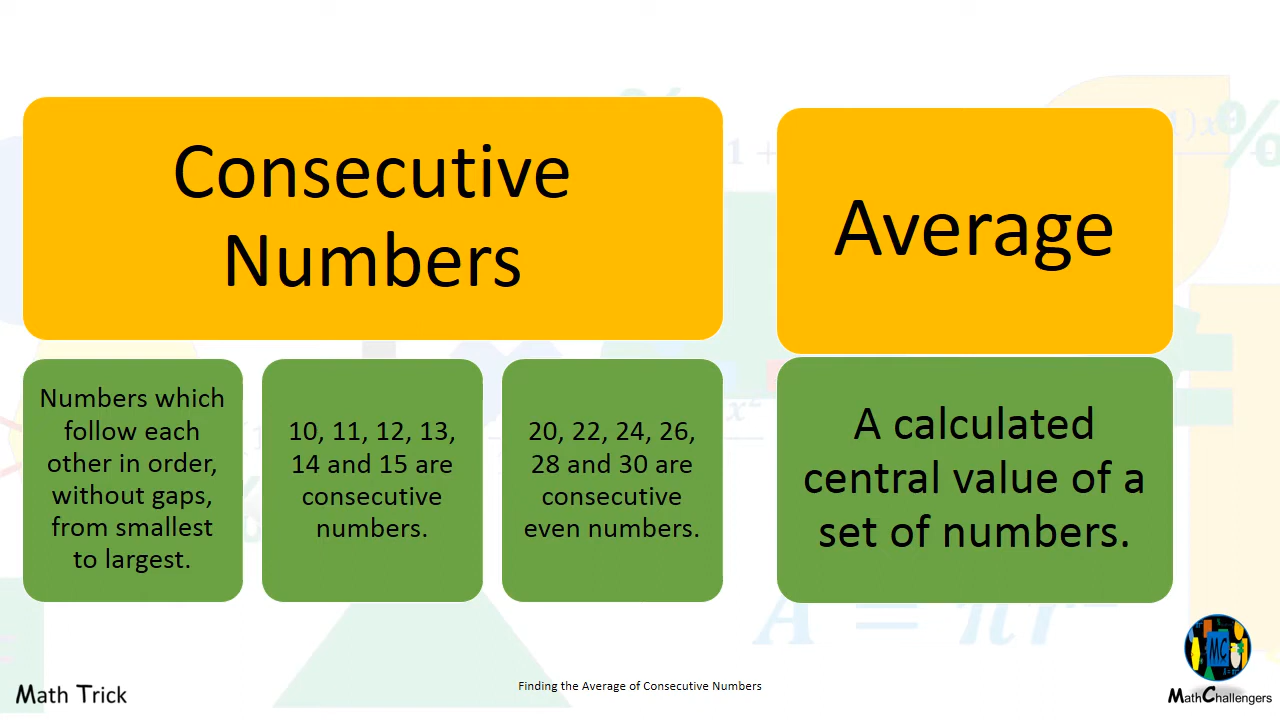 Consecutive
Numbers
Average
Numbers which
follow each
other in order,
without gaps,
from smallest
to largest.
10, 11, 12, 13,
14 and 15 are
consecutive
numbers.
20, 22, 24, 26,
28 and 30 are
consecutive
even numbers.
A calculated
central value of a
set of numbers.
A = πr²
MC
Math Trick
Finding the Average of Consecutive Numbers
MathChallengers